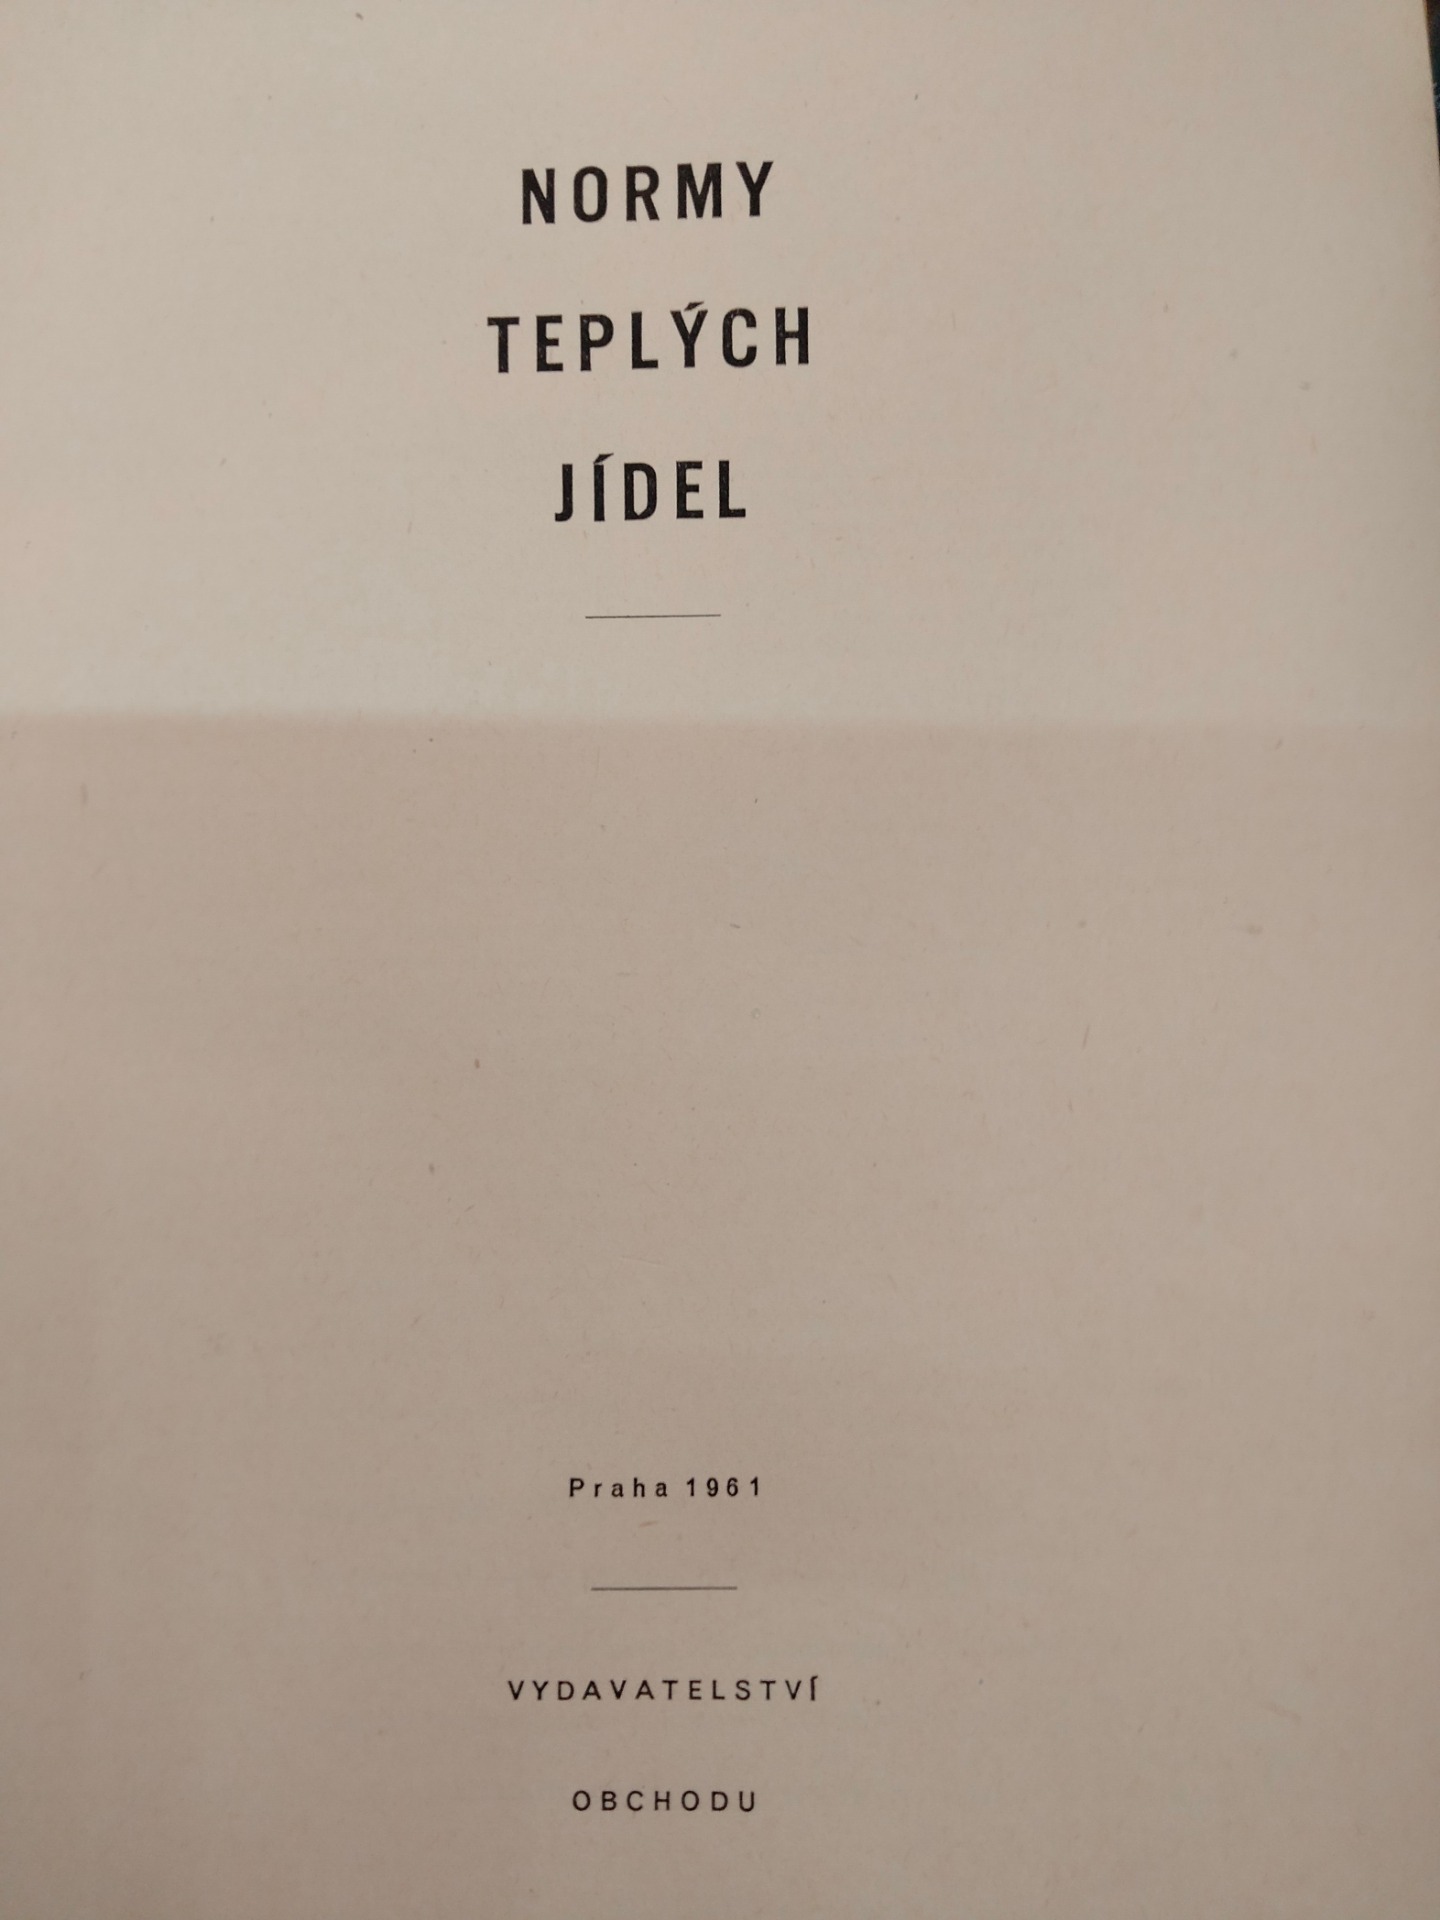 NORMY
TEPLÝCH
JÍDEL
Praha 1961
VYDAVATELSTVÍ
OBCHODU